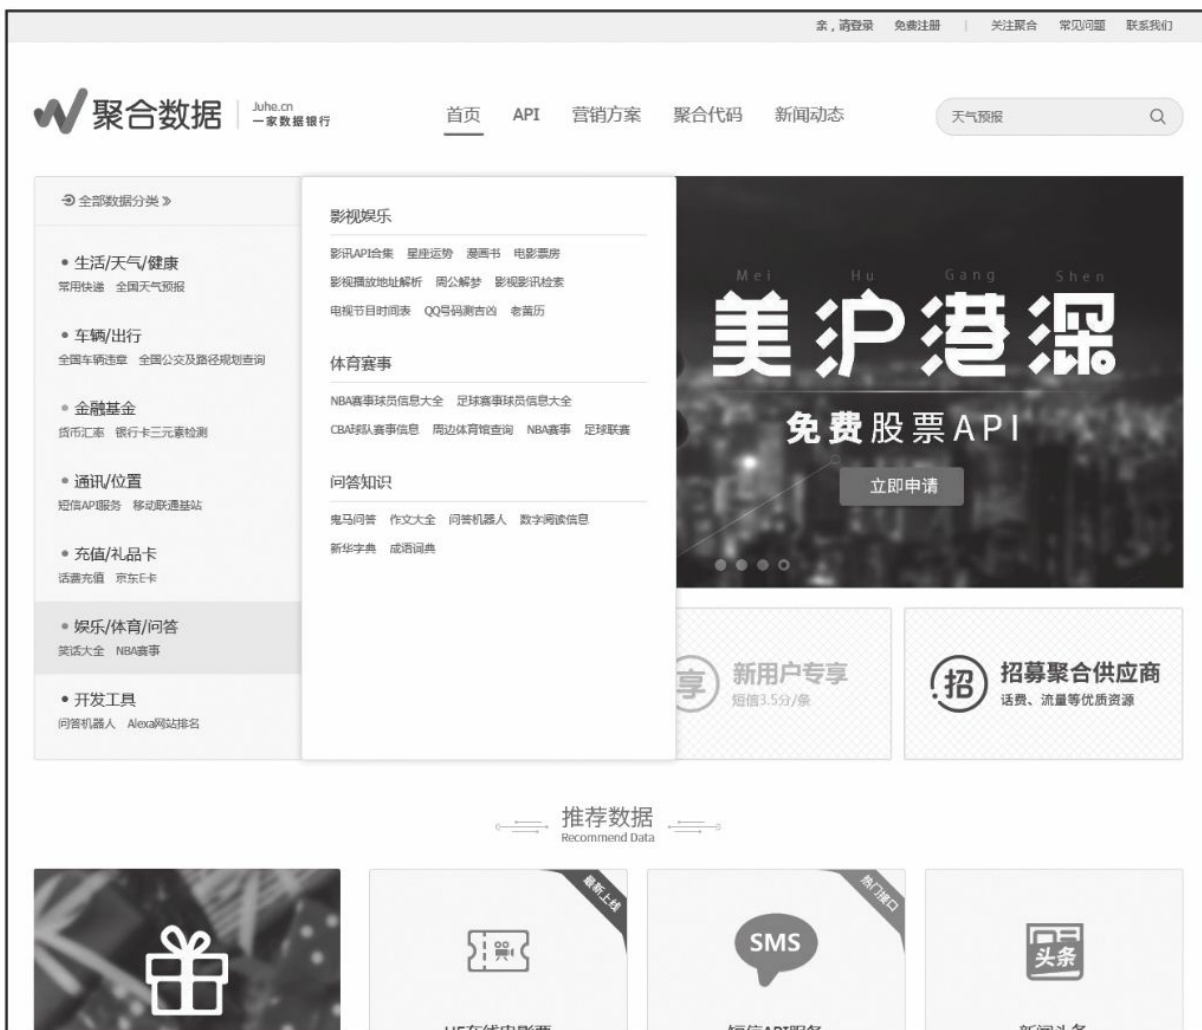 亲，请登录 免费注册 | 关注聚合 常见问题 联系我们
聚合数据 Juhe.cn
一家数据银行
首页 API 营销方案 聚合代码 新闻动态
天气预报
全部数据分类
生活/天气/健康
常用快递 全国天气预报
车辆/出行
全国车辆违章 全国公交及路径规划查询
金融基金
货币汇率 银行卡三元素检测
通讯/位置
短信API服务 移动联通基站
充值/礼品卡
话费充值 京东E卡
娱乐/体育/问答
笑话大全 NBA赛事
开发工具
问答机器人 Alexa网站排名
影视娱乐
影讯API合集 星座运势 漫画书 电影票房
影视播放地址解析 周公解梦 影视影讯检索
电视节目时间表 QQ号码测吉凶 老黄历
体育赛事
NBA赛事球员信息大全 足球赛事球员信息大全
CBA球队赛事信息 周边体育馆查询 NBA赛事 足球联赛
问答知识
鬼马问答 作文大全 问答机器人 数字阅读信息
新华字典 成语词典
Mei Hu Gang Shen
美沪港深
免费股票API
立即申请
享 新用户专享
短信3.5分/条
招 招募聚合供应商
话费、流量等优质资源
推荐数据
Recommend Data
最新上线
热门接口
SMS
头条
短信API服务
新闻头条